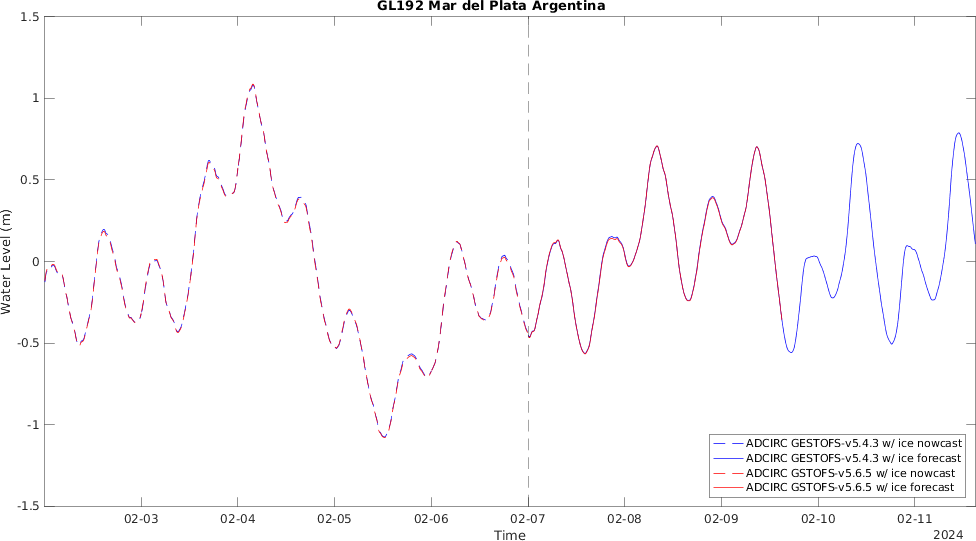 GL192 Mar del Plata Argentina
1.5
1
0.5
0
-0.5
-1
-1.5
Water Level (m)
02-03 02-04 02-05 02-06 02-07 02-08 02-09 02-10 02-11
Time
2024
ADCIRC GESTOFS-v5.4.3 w/ ice nowcast
ADCIRC GESTOFS-v5.4.3 w/ ice forecast
ADCIRC GSTOFS-v5.6.5 w/ ice nowcast
ADCIRC GSTOFS-v5.6.5 w/ ice forecast